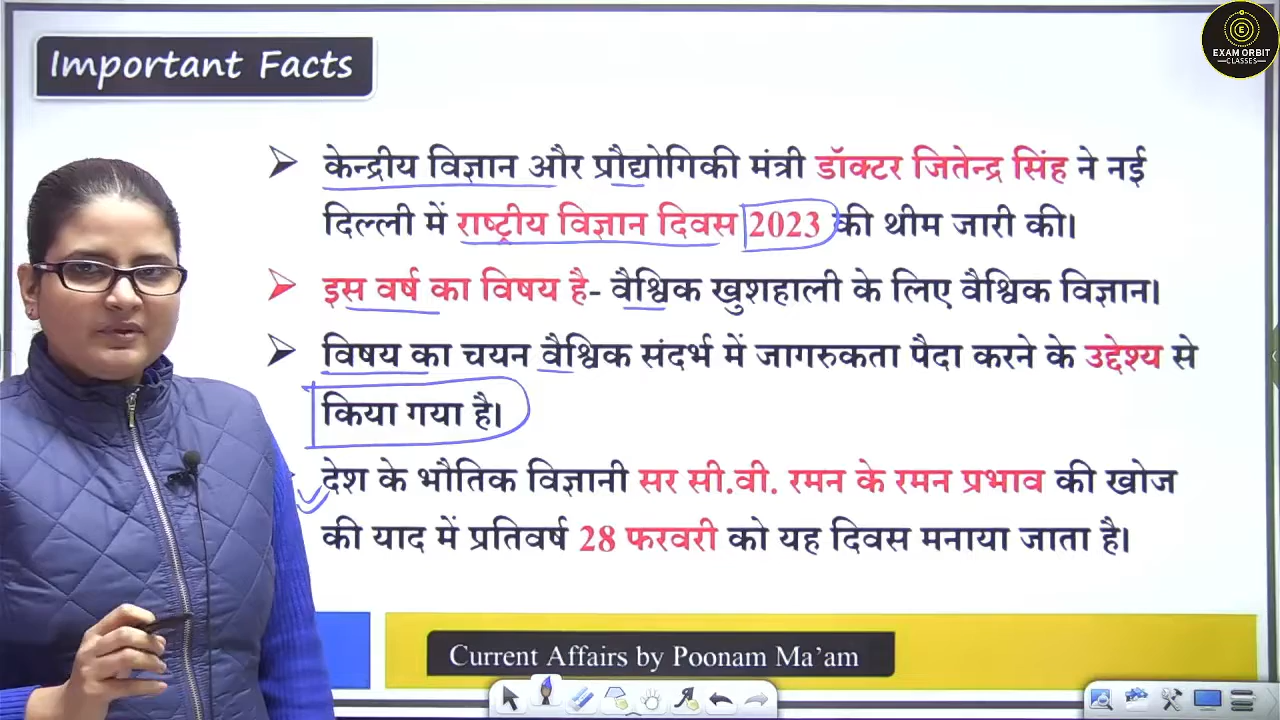 Important Facts
EXAM ORBIT
CLASSES
केन्द्रीय विज्ञान और प्रौद्योगिकी मंत्री डॉक्टर जितेन्द्र सिंह ने नई
दिल्ली में राष्ट्रीय विज्ञान दिवस 2023 की थीम जारी की।
इस वर्ष का विषय है- वैश्विक खुशहाली के लिए वैश्विक विज्ञान।
विषय का चयन वैश्विक संदर्भ में जागरुकता पैदा करने के उद्देश्य से
किया गया है।
देश के भौतिक विज्ञानी सर सी.वी. रमन के रमन प्रभाव की खोज
की याद में प्रतिवर्ष 28 फरवरी को यह दिवस मनाया जाता है।
Current Affairs by Poonam Ma'am